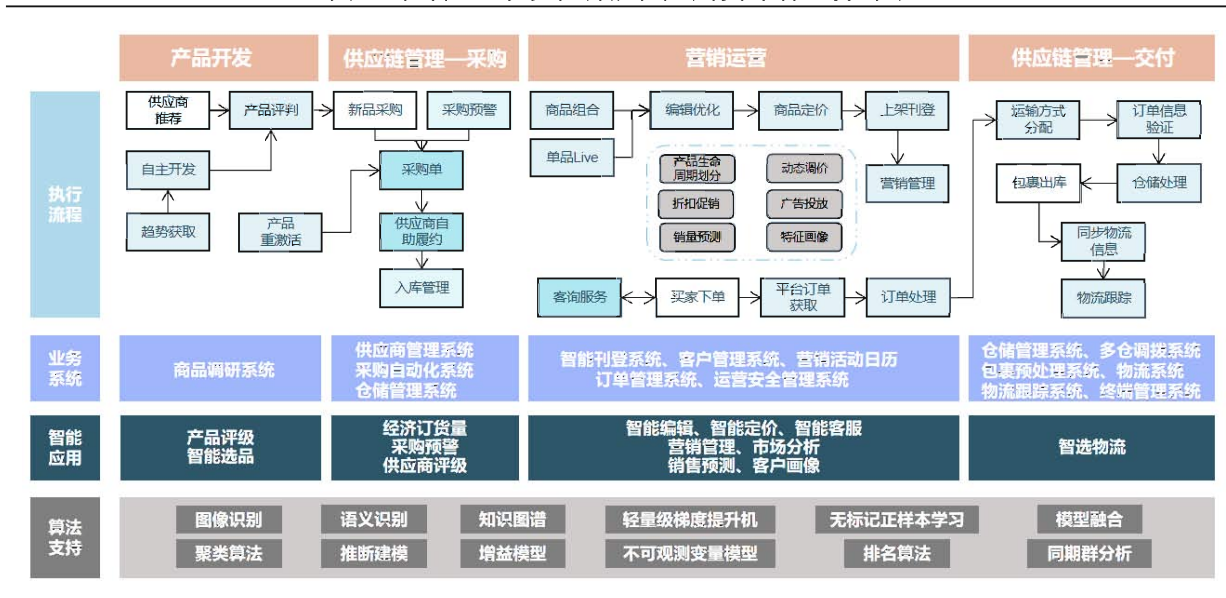 产品开发
供应链管理—采购
营销运营
供应链管理—交付
执行
流程
供应商
推荐
产品评判
新品采购
采购预警
自主开发
采购单
趋势获取
产品
重激活
供应商自
助履约
入库管理
商品组合
编辑优化
商品定价
上架刊登
单品Live
产品生命
周期划分
动态调价
折扣促销
广告投放
销量预测
特征画像
营销管理
客询服务
买家下单
平台订单
获取
订单处理
运输方式
分配
订单信息
验证
包裹出库
仓储处理
同步物流
信息
物流跟踪
业务
系统
商品调研系统
供应商管理系统
采购自动化系统
仓储管理系统
智能刊登系统、客户管理系统、营销活动日历
订单管理系统、运营安全管理系统
仓储管理系统、多仓调拨系统
包裹预处理系统、物流系统
物流跟踪系统、终端管理系统
智能
应用
产品评级
智能选品
经济订货量
采购预警
供应商评级
智能编辑、智能定价、智能客服
营销管理、市场分析
销售预测、客户画像
智选物流
算法
支持
图像识别
语义识别
知识图谱
轻量级梯度提升机
无标记正样本学习
模型融合
聚类算法
推断建模
增益模型
不可观测变量模型
排名算法
同期群分析